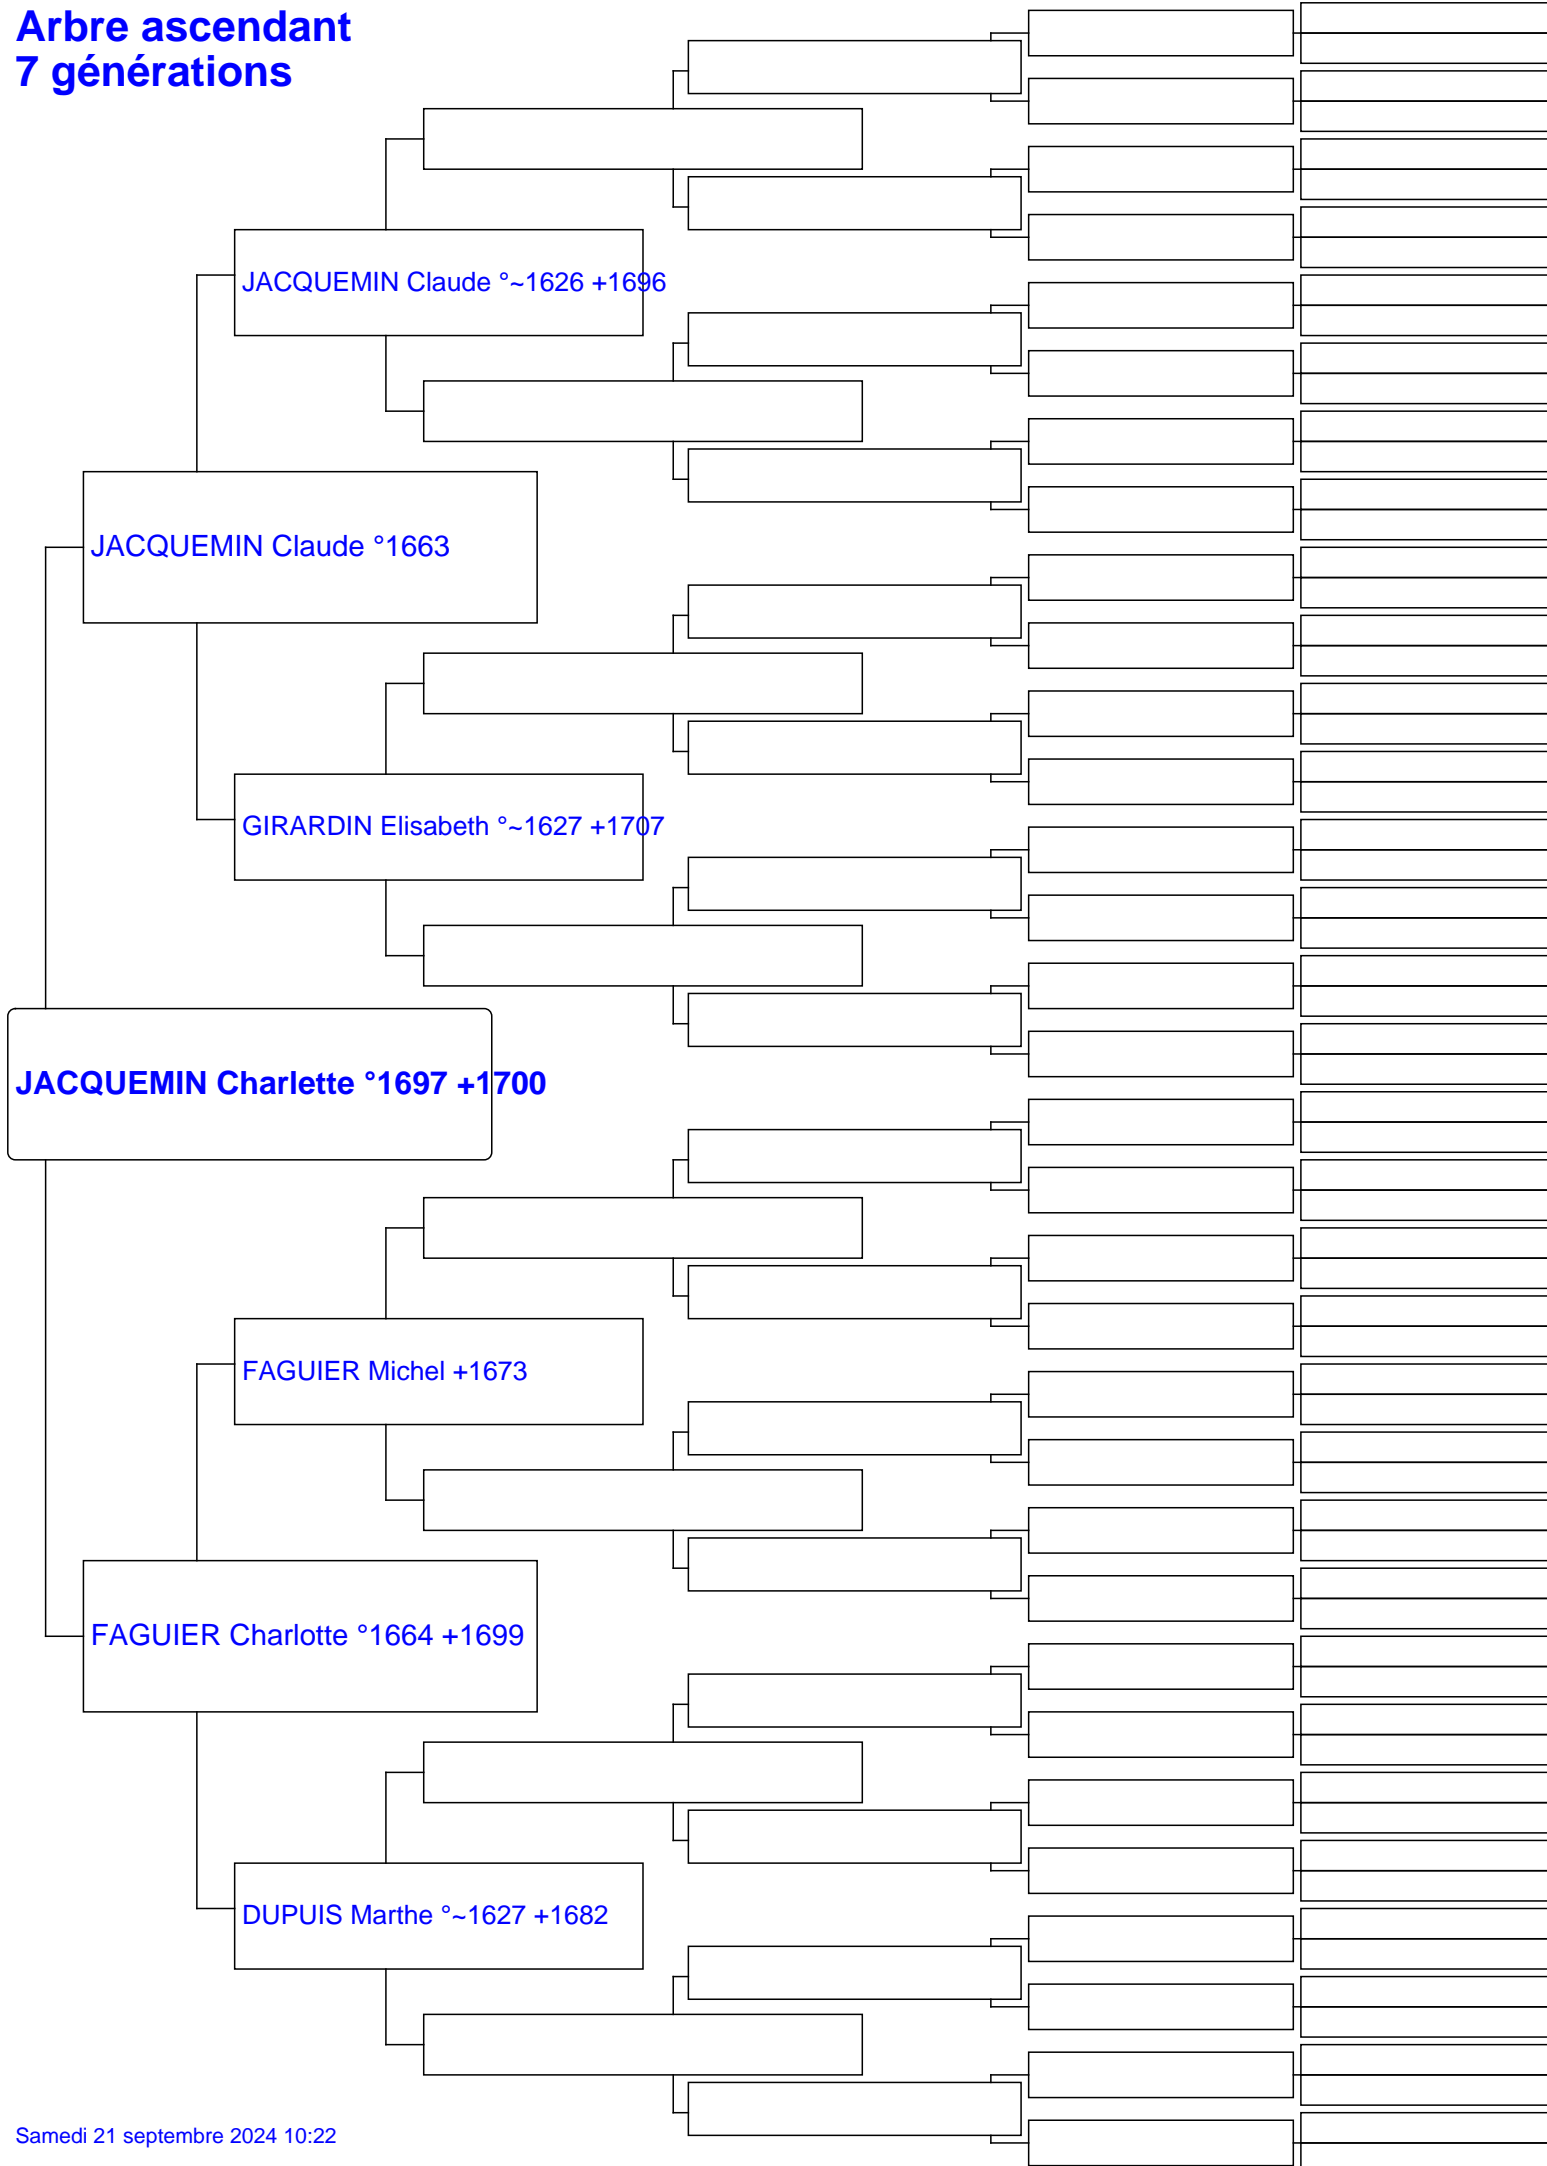 Arbre ascendant
7 générations
JACQUEMIN Claude °~1626 +1696
JACQUEMIN Claude °1663
GIRARDIN Elisabeth °~1627 +1707
JACQUEMIN Charlette °1697 +1700
FAGUIER Michel +1673
FAGUIER Charlotte °1664 +1699
DUPUIS Marthe °~1627 +1682
Samedi 21 septembre 2024 10:22